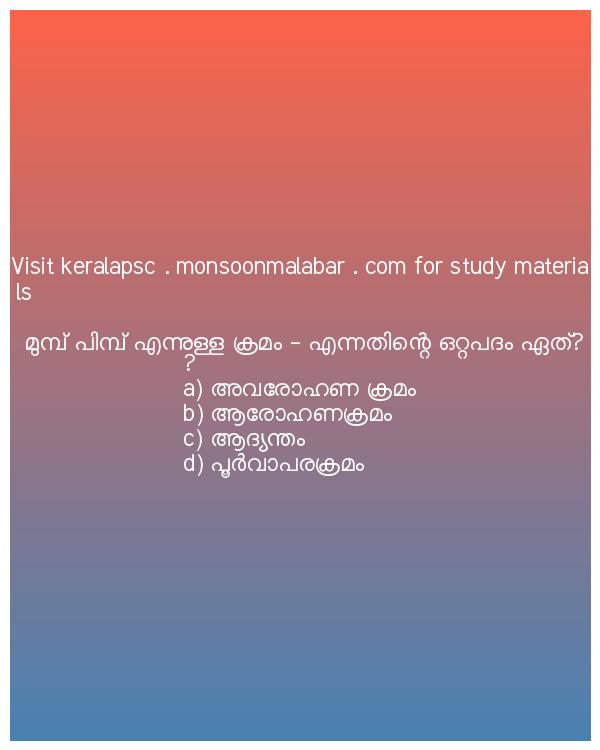 Visit keralapsc . monsoonmalabar . com for study materia
ls
മുമ്പ് പിമ്പ് എന്നുള്ള ക്രമം - എന്നതിന്റെ ഒറ്റപദം ഏത്?
?
a) അവരോഹണ ക്രമം
b) ആരോഹണക്രമം
c) ആദ്യന്തം
d) പൂർവാപരക്രമം